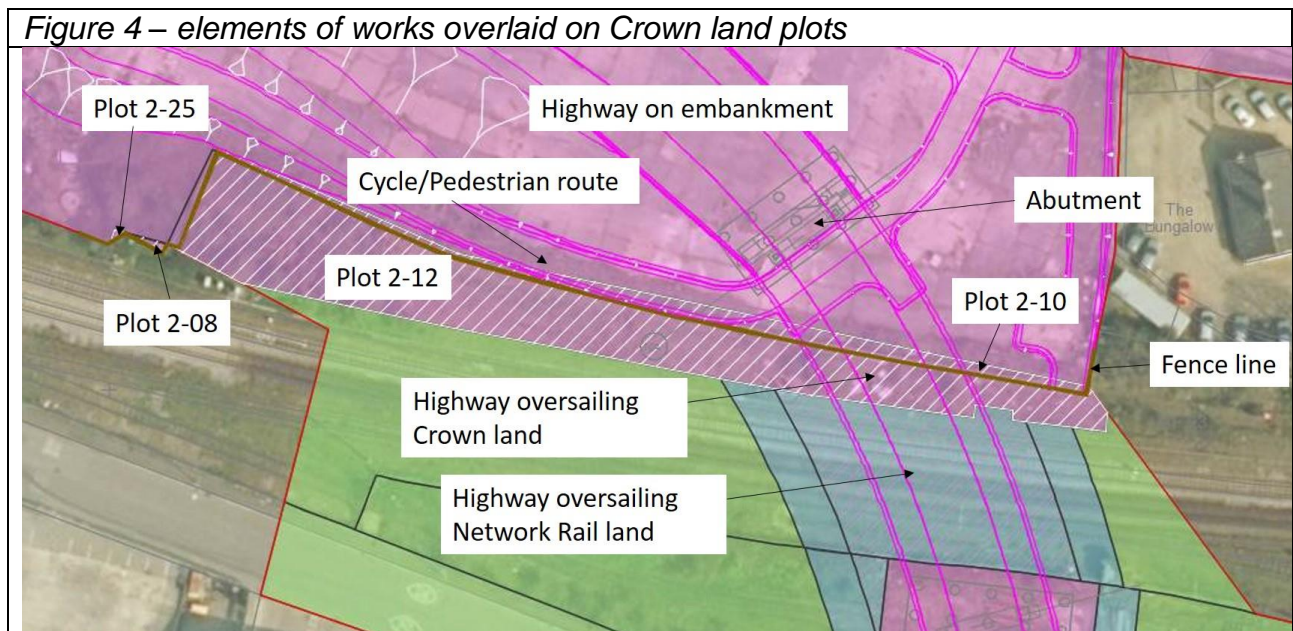 Figure 4 – elements of works overlaid on Crown land plots
Plot 2-25
Highway on embankment
Cycle/Pedestrian route
Abutment
The
Bungalow
Plot 2-12
Plot 2-10
Plot 2-08
Fence line
Highway oversailing
Crown land
Highway oversailing
Network Rail land